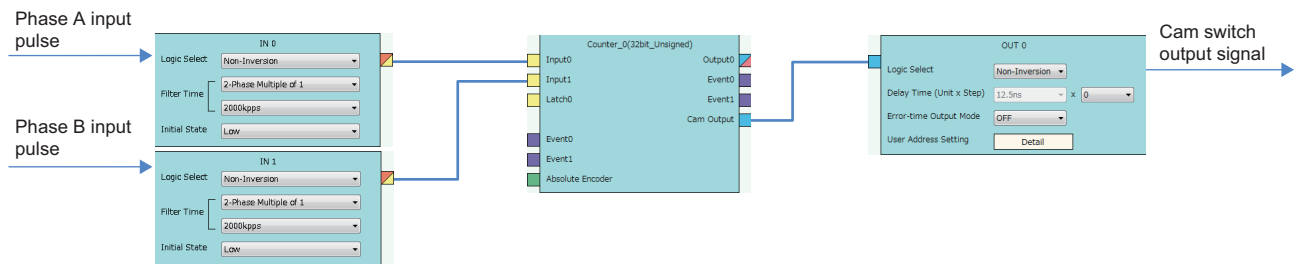 Phase A input
pulse
IN 0
Logic Select Non-Inversion
Filter Time 2-Phase Multiple of 1
2000kpps
Initial State Low
Phase B input
pulse
IN 1
Logic Select Non-Inversion
Filter Time 2-Phase Multiple of 1
2000kpps
Initial State Low
Counter_0(32bit_Unsigned)
Input0 Output0
Input1 Event0
Latch0 Event1
Cam Output
Event0
Event1
Absolute Encoder
OUT 0
Logic Select Non-Inversion
Delay Time (Unit x Step) 12.5ns x 0
Error-time Output Mode OFF
User Address Setting Detail
Cam switch
output signal